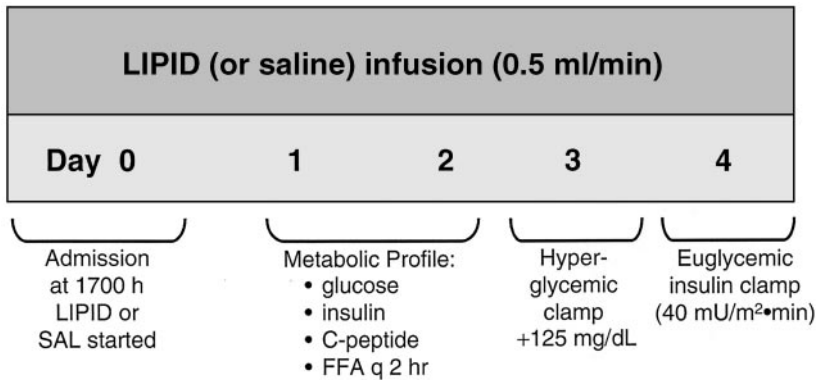 LIPID (or saline) infusion (0.5 ml/min)
Day 0 1 2 3 4
Admission
at 1700 h
LIPID or
SAL started
Metabolic Profile:
• glucose
• insulin
• C-peptide
• FFA q 2 hr
Hyper-
glycemic
clamp
+125 mg/dL
Euglycemic
insulin clamp
(40 mU/m²•min)